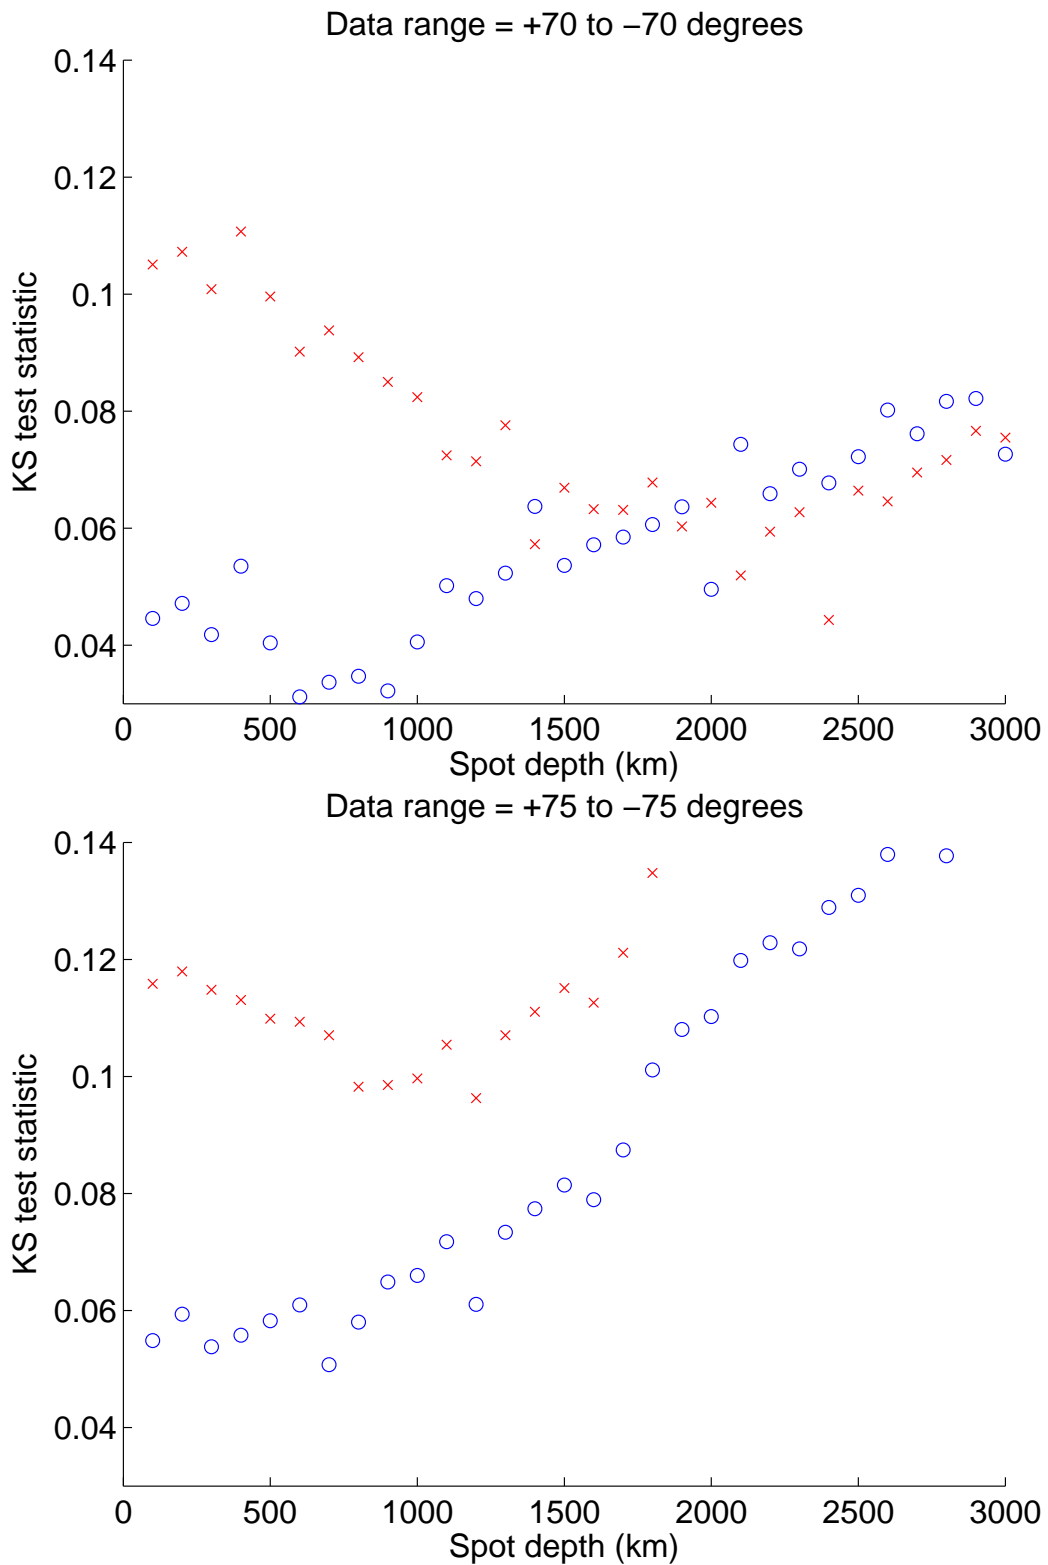 Data range = +70 to −70 degrees
0.14
0.12
0.1
0.08
0.06
0.04
KS test statistic
0 500 1000 1500 2000 2500 3000
Spot depth (km)
Data range = +75 to −75 degrees
0.14
0.12
0.1
0.08
0.06
0.04
KS test statistic
0 500 1000 1500 2000 2500 3000
Spot depth (km)